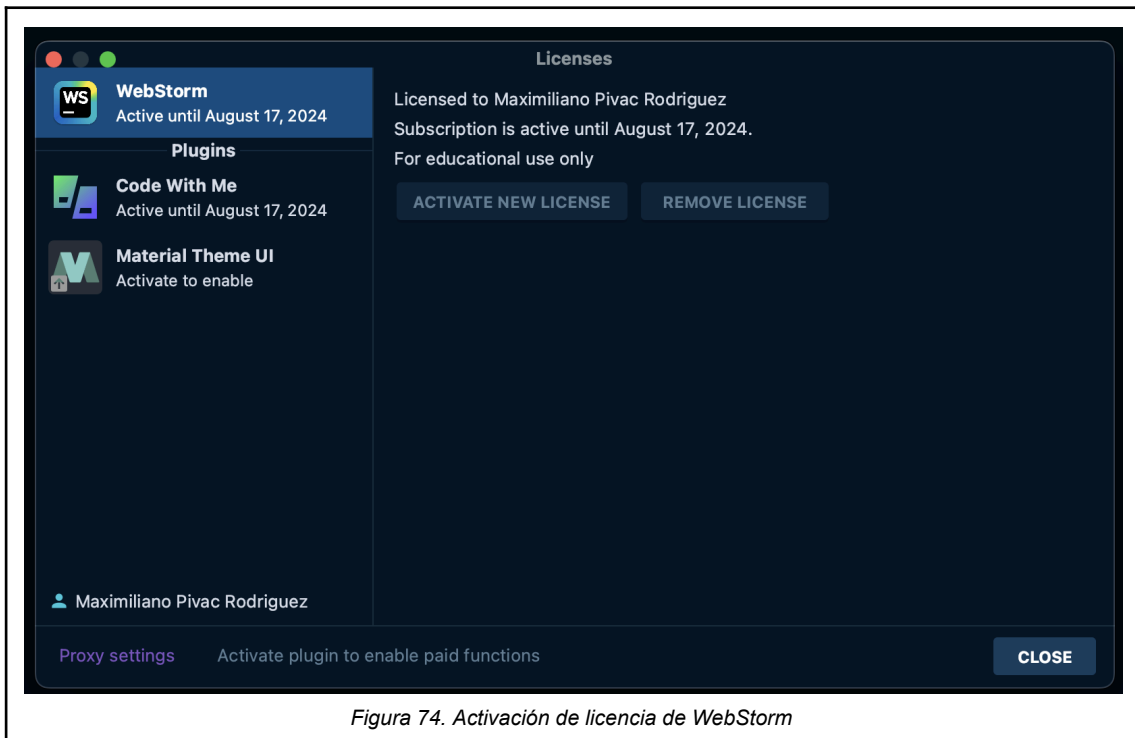 Licenses
WS
WebStorm
Active until August 17, 2024
Plugins
Code With Me
Active until August 17, 2024
Material Theme UI
Activate to enable
Licensed to Maximiliano Pivac Rodriguez
Subscription is active until August 17, 2024.
For educational use only
ACTIVATE NEW LICENSE REMOVE LICENSE
Maximiliano Pivac Rodriguez
Proxy settings Activate plugin to enable paid functions CLOSE
Figura 74. Activación de licencia de WebStorm